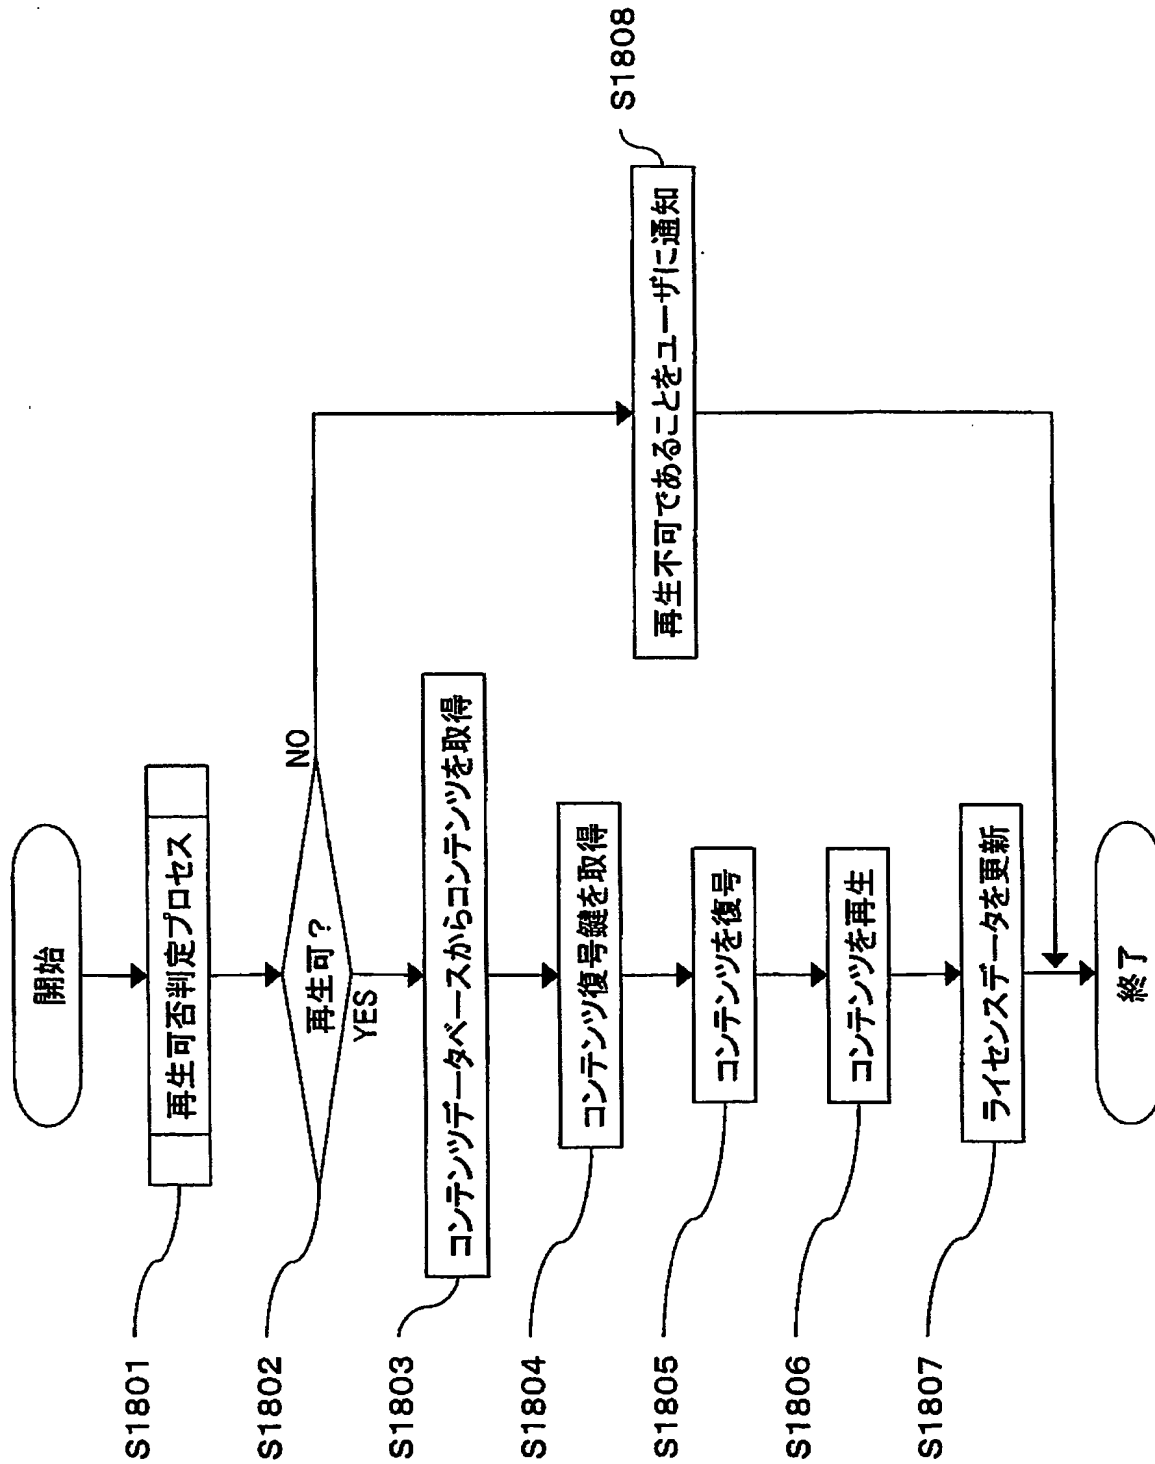 開始
S1801
再生可否判定プロセス
S1802
再生可？
NO
YES
S1803
コンテンツデータベースからコンテンツを取得
S1804
コンテンツ復号鍵を取得
S1805
コンテンツを復号
S1806
コンテンツを再生
S1807
ライセンスデータを更新
S1808
再生不可であることをユーザに通知
終了